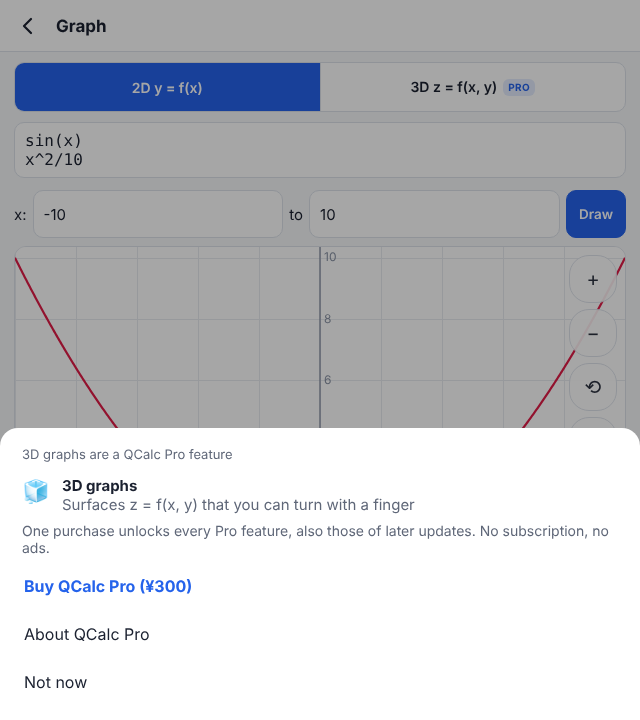 Graph
2D y = f(x)
3D z = f(x, y) PRO
sin(x)
x^2/10
x: -10 to 10 Draw
10
+
8
−
6
⟲
3D graphs are a QCalc Pro feature
3D graphs
Surfaces z = f(x, y) that you can turn with a finger
One purchase unlocks every Pro feature, also those of later updates. No subscription, no
ads.
Buy QCalc Pro (¥300)
About QCalc Pro
Not now